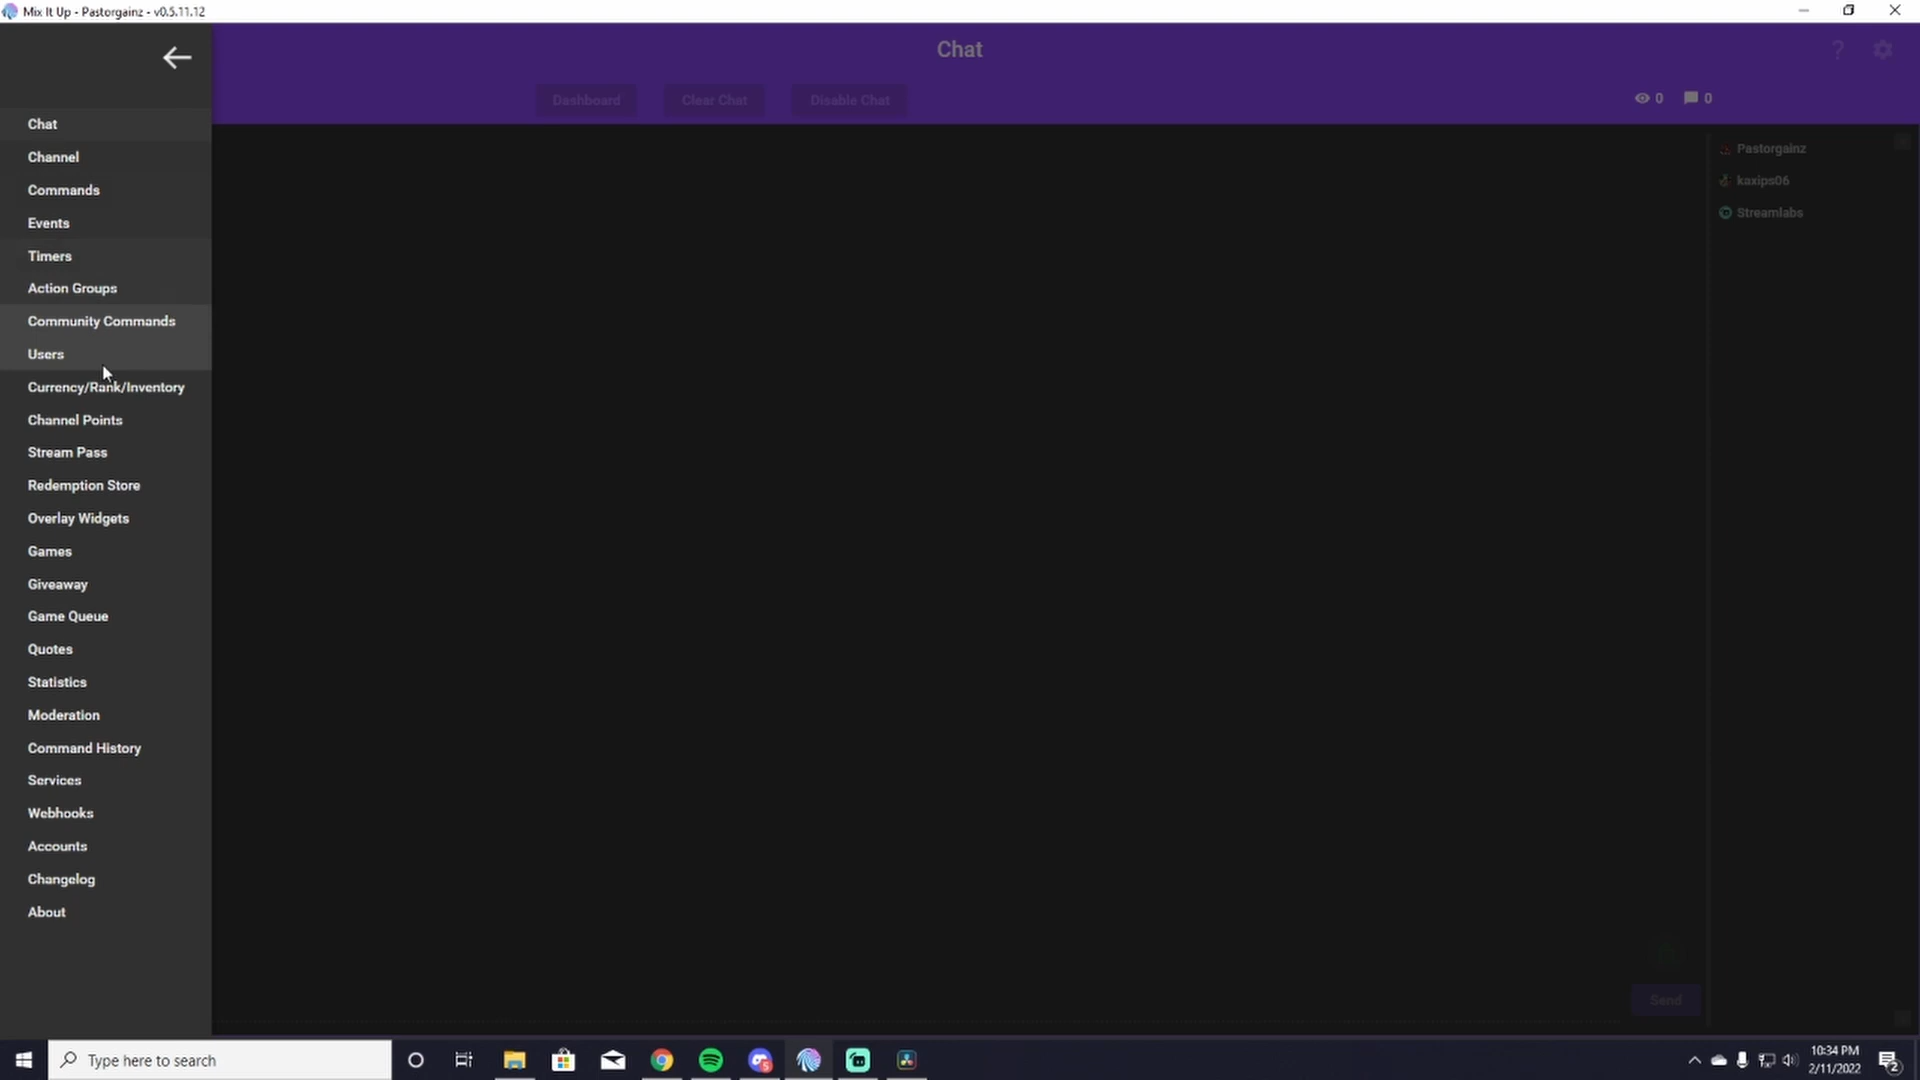 Mix It Up - Pastorgainz - v0.5.11.12
Chat
?
Dashboard
Clear Chat
Disable Chat
0
0
Chat
Channel
Commands
Events
Timers
Action Groups
Community Commands
Users
Currency/Rank/Inventory
Channel Points
Stream Pass
Redemption Store
Overlay Widgets
Games
Giveaway
Game Queue
Quotes
Statistics
Moderation
Command History
Services
Webhooks
Accounts
Changelog
About
Pastorgainz
kaxips06
Streamlabs
Send
Type here to search
5
10:34 PM
2/11/2022
2